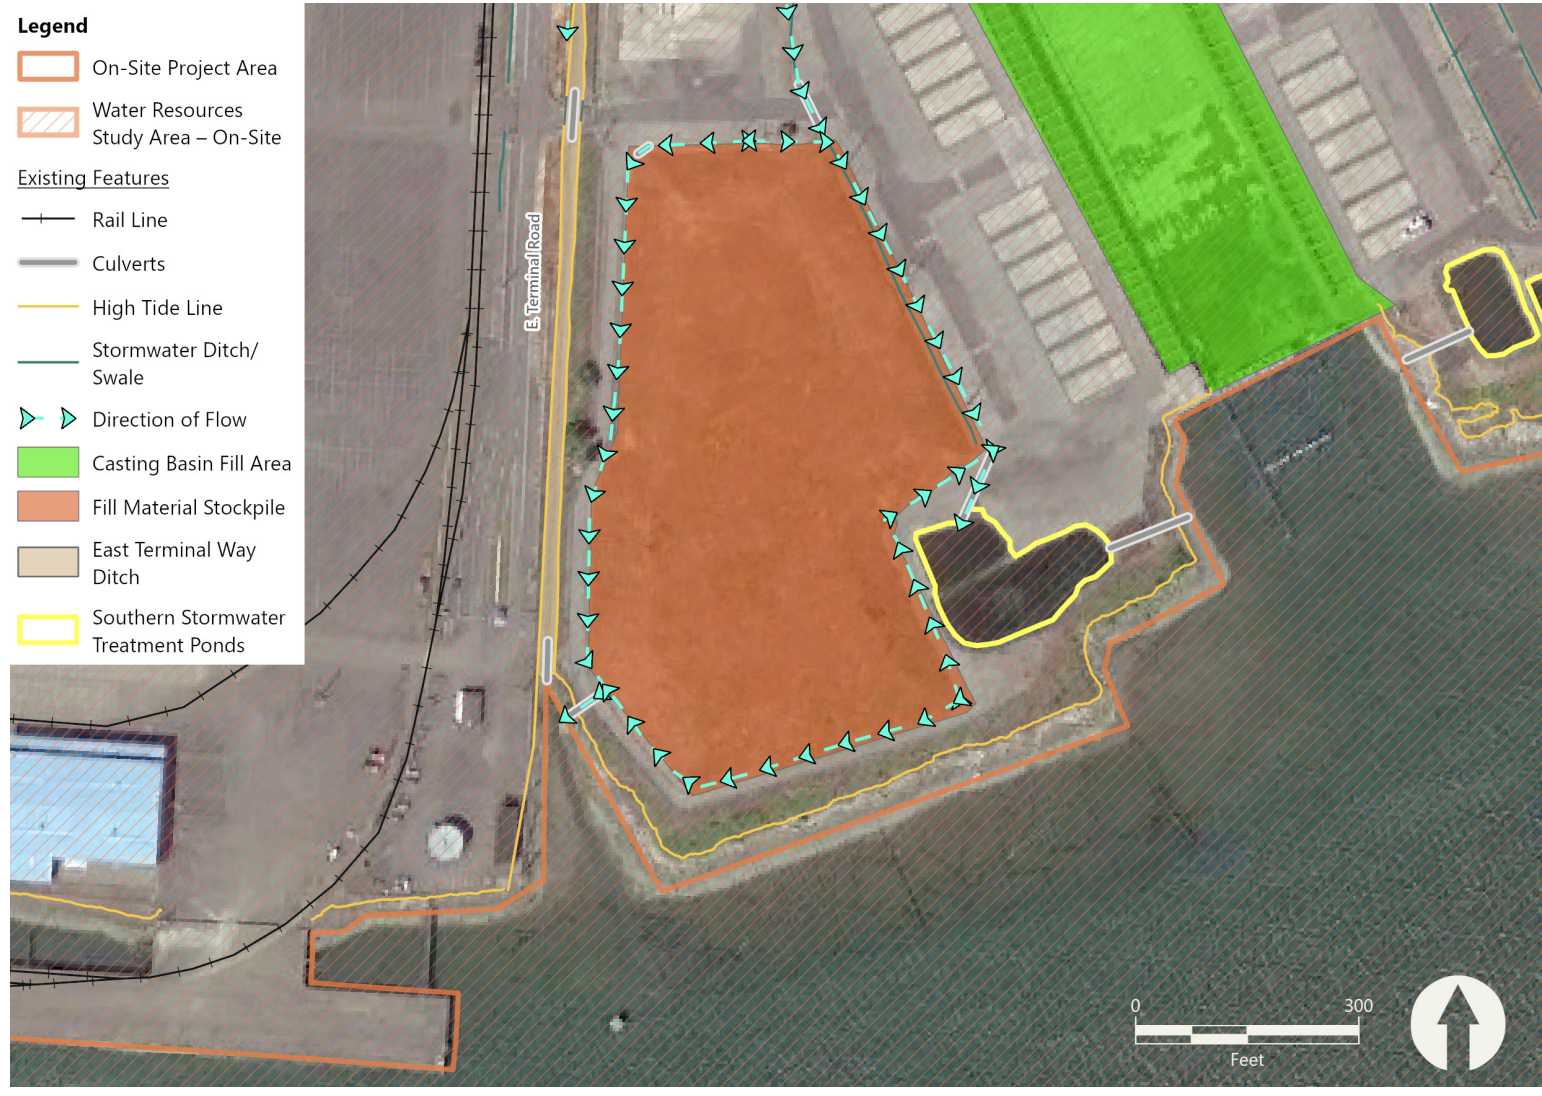 Legend
On-Site Project Area
Water Resources
Study Area – On-Site
Existing Features
Rail Line
Culverts
High Tide Line
Stormwater Ditch/
Swale
Direction of Flow
Casting Basin Fill Area
Fill Material Stockpile
East Terminal Way
Ditch
Southern Stormwater
Treatment Ponds
E. Terminal Road
0 300
Feet